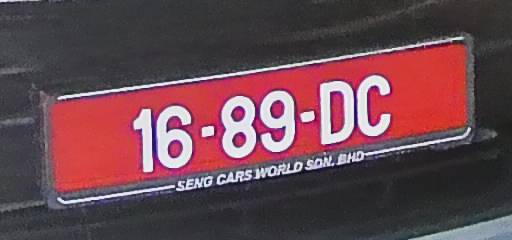 16-89-DC
SENG CARS WORLD SDN. BHD